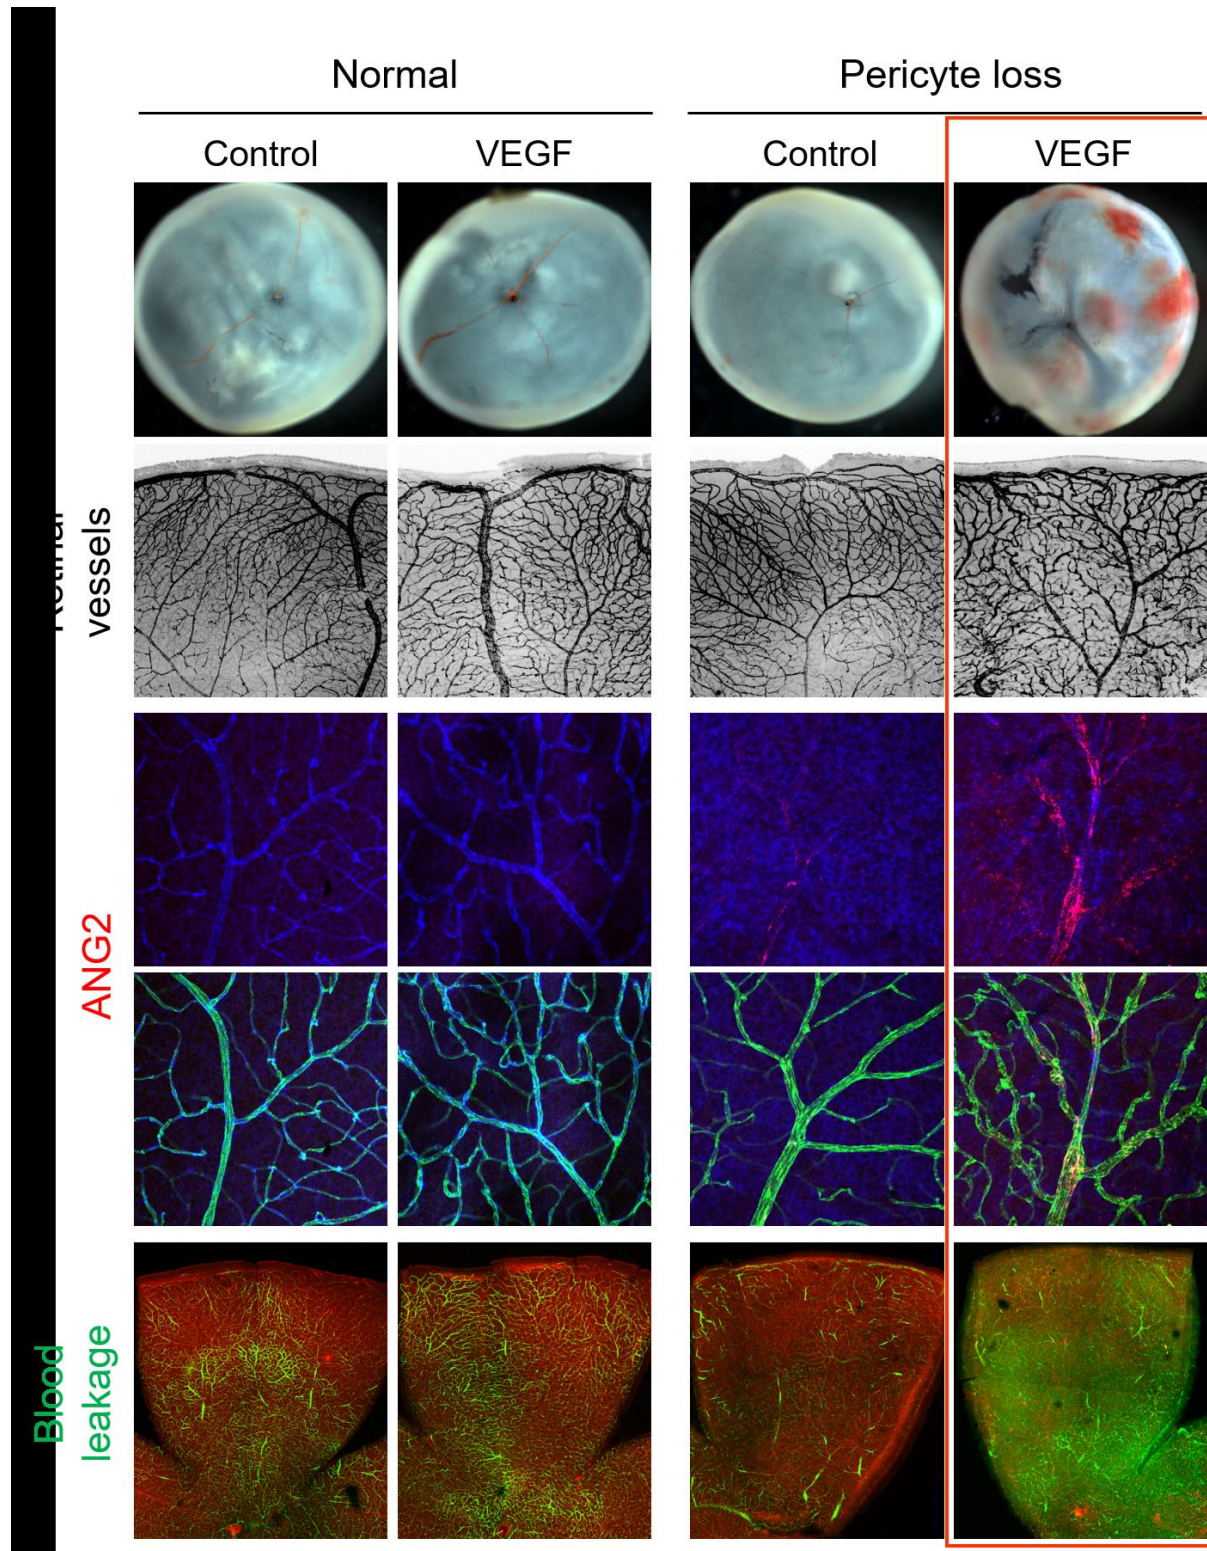 Normal
Pericyte loss
Control
VEGF
Control
VEGF
vessels
ANG2
Blood
leakage